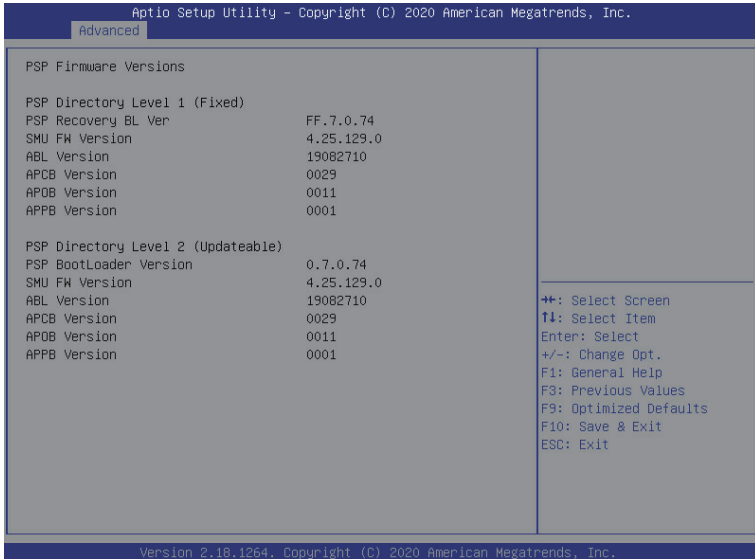 Aptio Setup Utility – Copyright (C) 2020 American Megatrends, Inc.
Advanced
PSP Firmware Versions
PSP Directory Level 1 (Fixed)
PSP Recovery BL Ver FF.7.0.74
SMU FW Version 4.25.129.0
ABL Version 19082710
APCB Version 0029
APOB Version 0011
APPB Version 0001
PSP Directory Level 2 (Updateable)
PSP BootLoader Version 0.7.0.74
SMU FW Version 4.25.129.0
ABL Version 19082710
APCB Version 0029
APOB Version 0011
APPB Version 0001
→←: Select Screen
↑↓: Select Item
Enter: Select
+/-: Change Opt.
F1: General Help
F3: Previous Values
F9: Optimized Defaults
F10: Save & Exit
ESC: Exit
Version 2.18.1264. Copyright (C) 2020 American Megatrends, Inc.